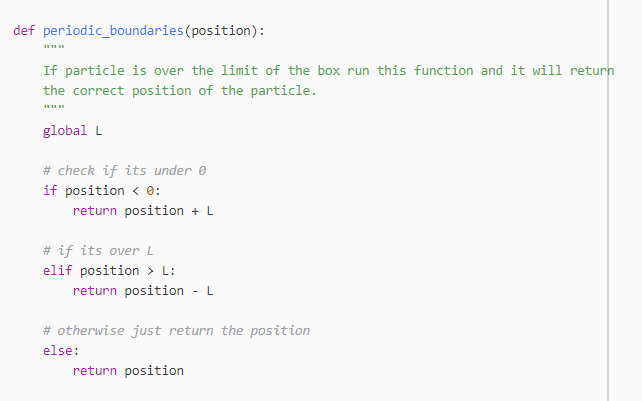 def periodic_boundaries(position):
    """
    If particle is over the limit of the box run this function and it will return
    the correct position of the particle.
    """
    global L
    # check if its under 0
    if position < 0:
        return position + L
    # if its over L
    elif position > L:
        return position - L
    # otherwise just return the position
    else:
        return position